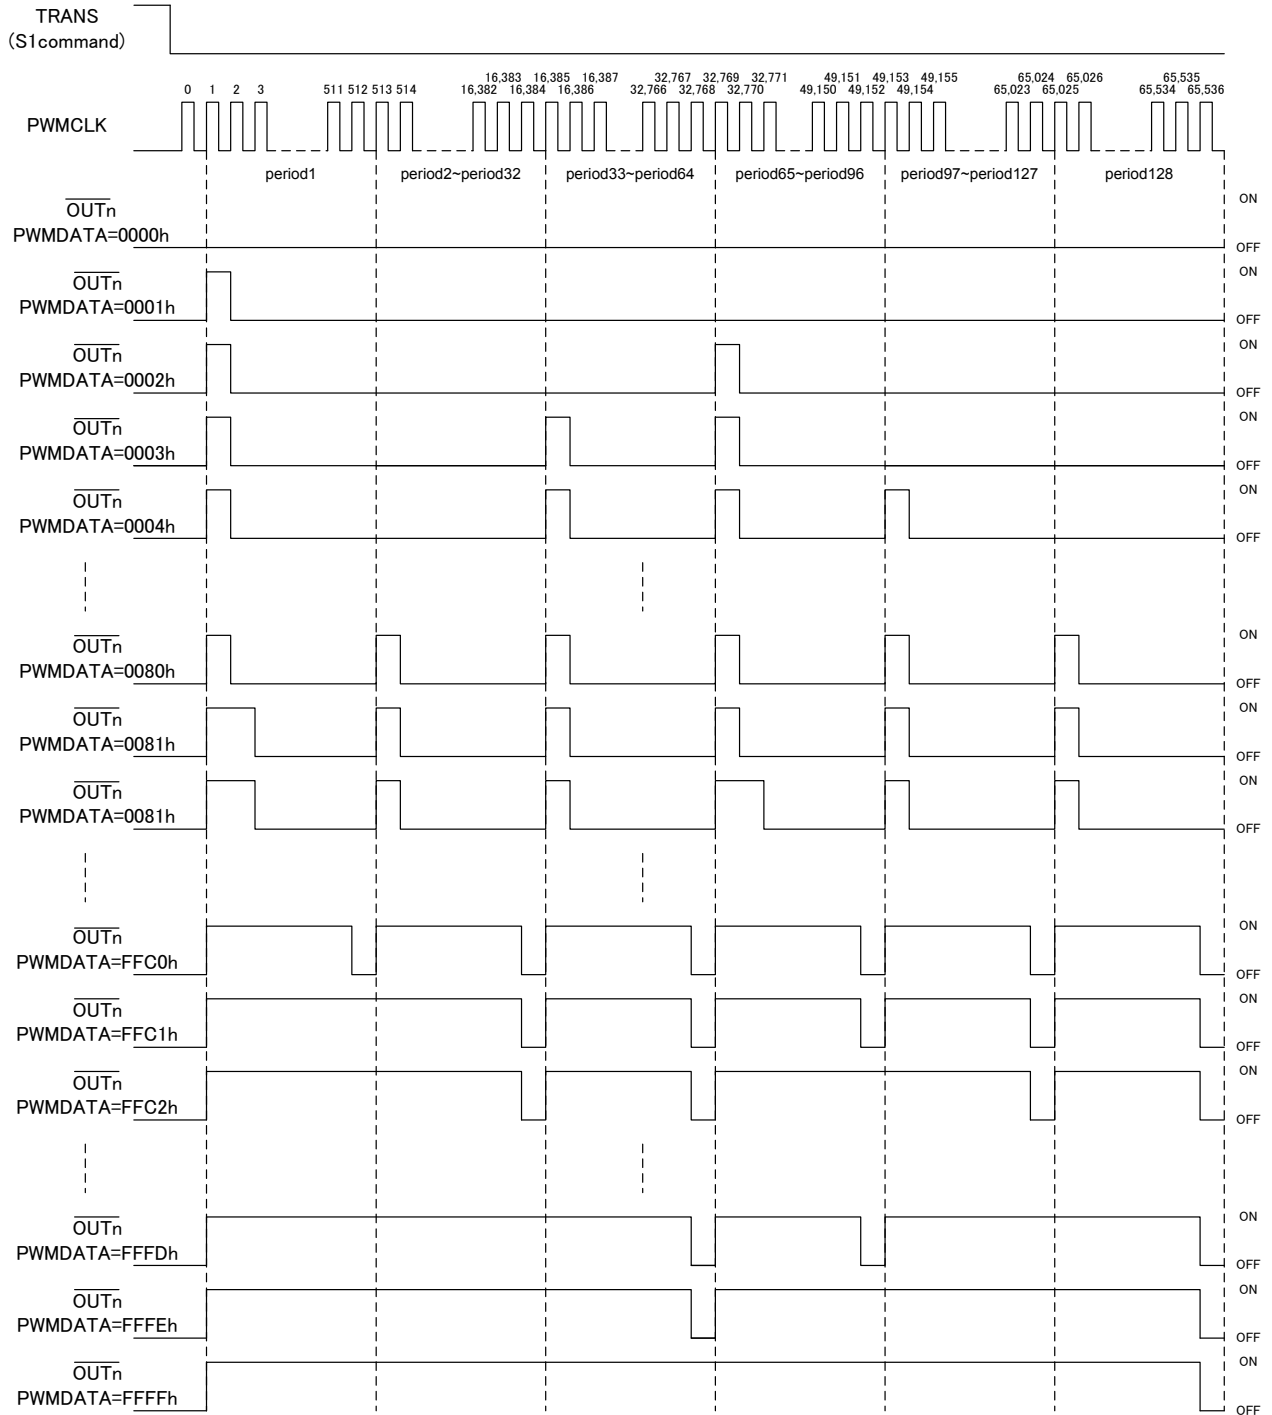 TRANS
(S1command)
16,383 16,385 16,387 32,767 32,769 32,771 49,151 49,153 49,155 65,024 65,026 65,535
0 1 2 3 511 512 513 514 16,382 16,384 16,386 32,766 32,768 32,770 49,150 49,152 49,154 65,023 65,025 65,534 65,536
PWMCLK
period1 period2~period32 period33~period64 period65~period96 period97~period127 period128
OUTn ON
PWMDATA=0000h OFF
OUTn ON
PWMDATA=0001h OFF
OUTn ON
PWMDATA=0002h OFF
OUTn ON
PWMDATA=0003h OFF
OUTn ON
PWMDATA=0004h OFF
OUTn ON
PWMDATA=0080h OFF
OUTn ON
PWMDATA=0081h OFF
OUTn ON
PWMDATA=0081h OFF
OUTn ON
PWMDATA=FFC0h OFF
OUTn ON
PWMDATA=FFC1h OFF
OUTn ON
PWMDATA=FFC2h OFF
OUTn ON
PWMDATA=FFFDh OFF
OUTn ON
PWMDATA=FFFEh OFF
OUTn ON
PWMDATA=FFFFh OFF